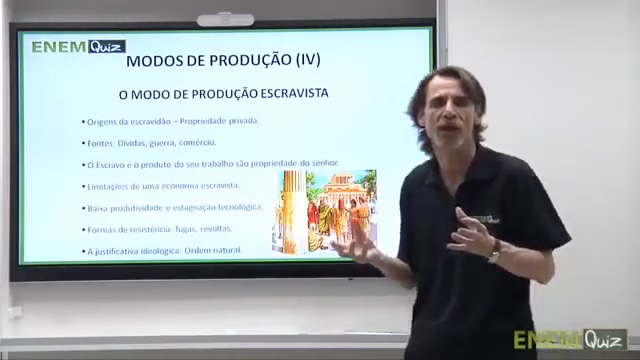 ENEM Quiz
MODOS DE PRODUÇÃO (IV)
O MODO DE PRODUÇÃO ESCRAVISTA
• Origens da escravidão – Propriedade privada.
• Fontes: Dívidas, guerra, comércio.
• O Escravo e o produto do seu trabalho são propriedade do senhor.
• Limitações de uma economia escravista.
• Baixa produtividade e estagnação tecnológica.
• Formas de resistência: fugas, revoltas.
• A justificativa ideológica: Ordem natural.
Quiz
ENEM Quiz